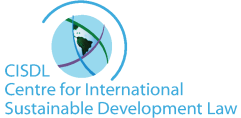 CISDL
Centre for International
Sustainable Development Law